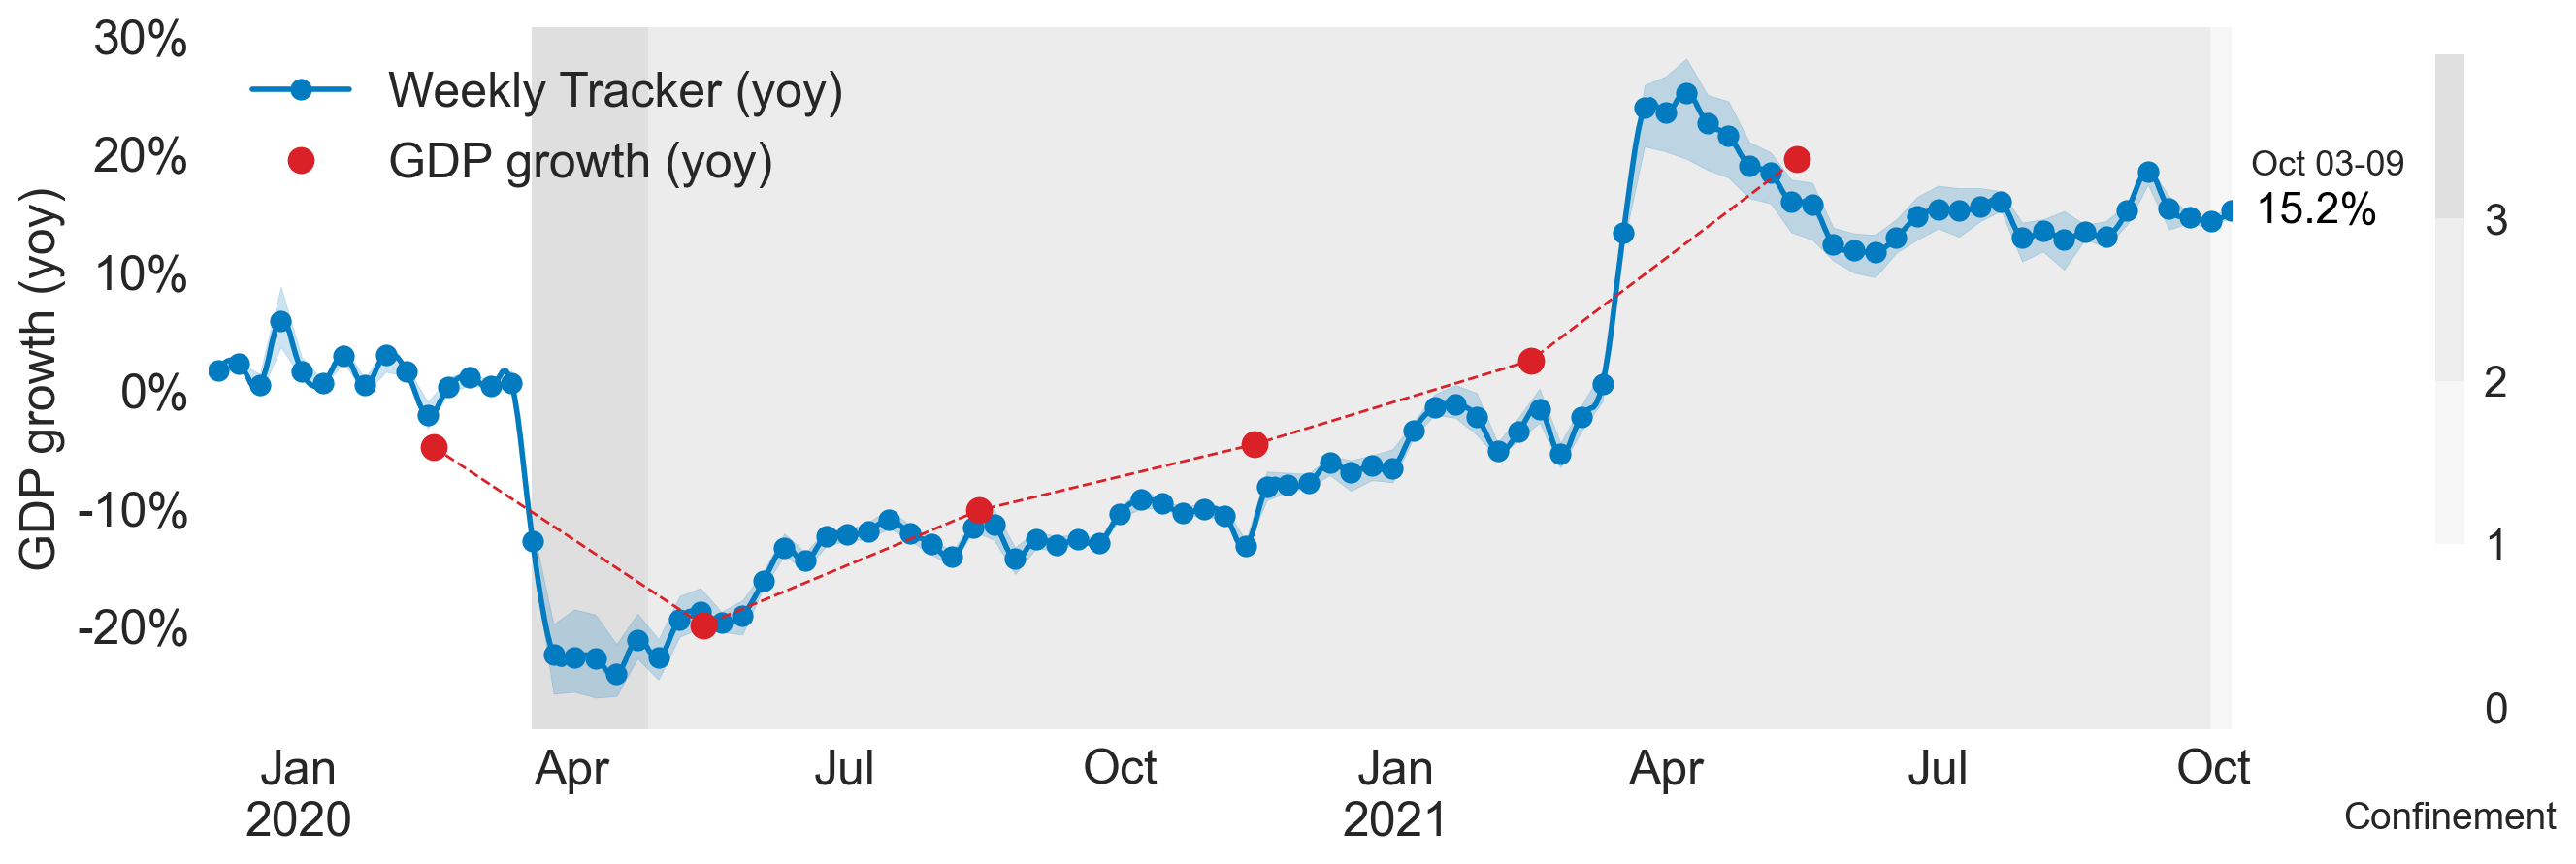 30%
20%
10%
0%
-10%
-20%
GDP growth (yoy)
Weekly Tracker (yoy)
GDP growth (yoy)
Oct 03-09
15.2%
3
2
1
0
Confinement
Jan Apr Jul Oct Jan Apr Jul Oct
2020 2021